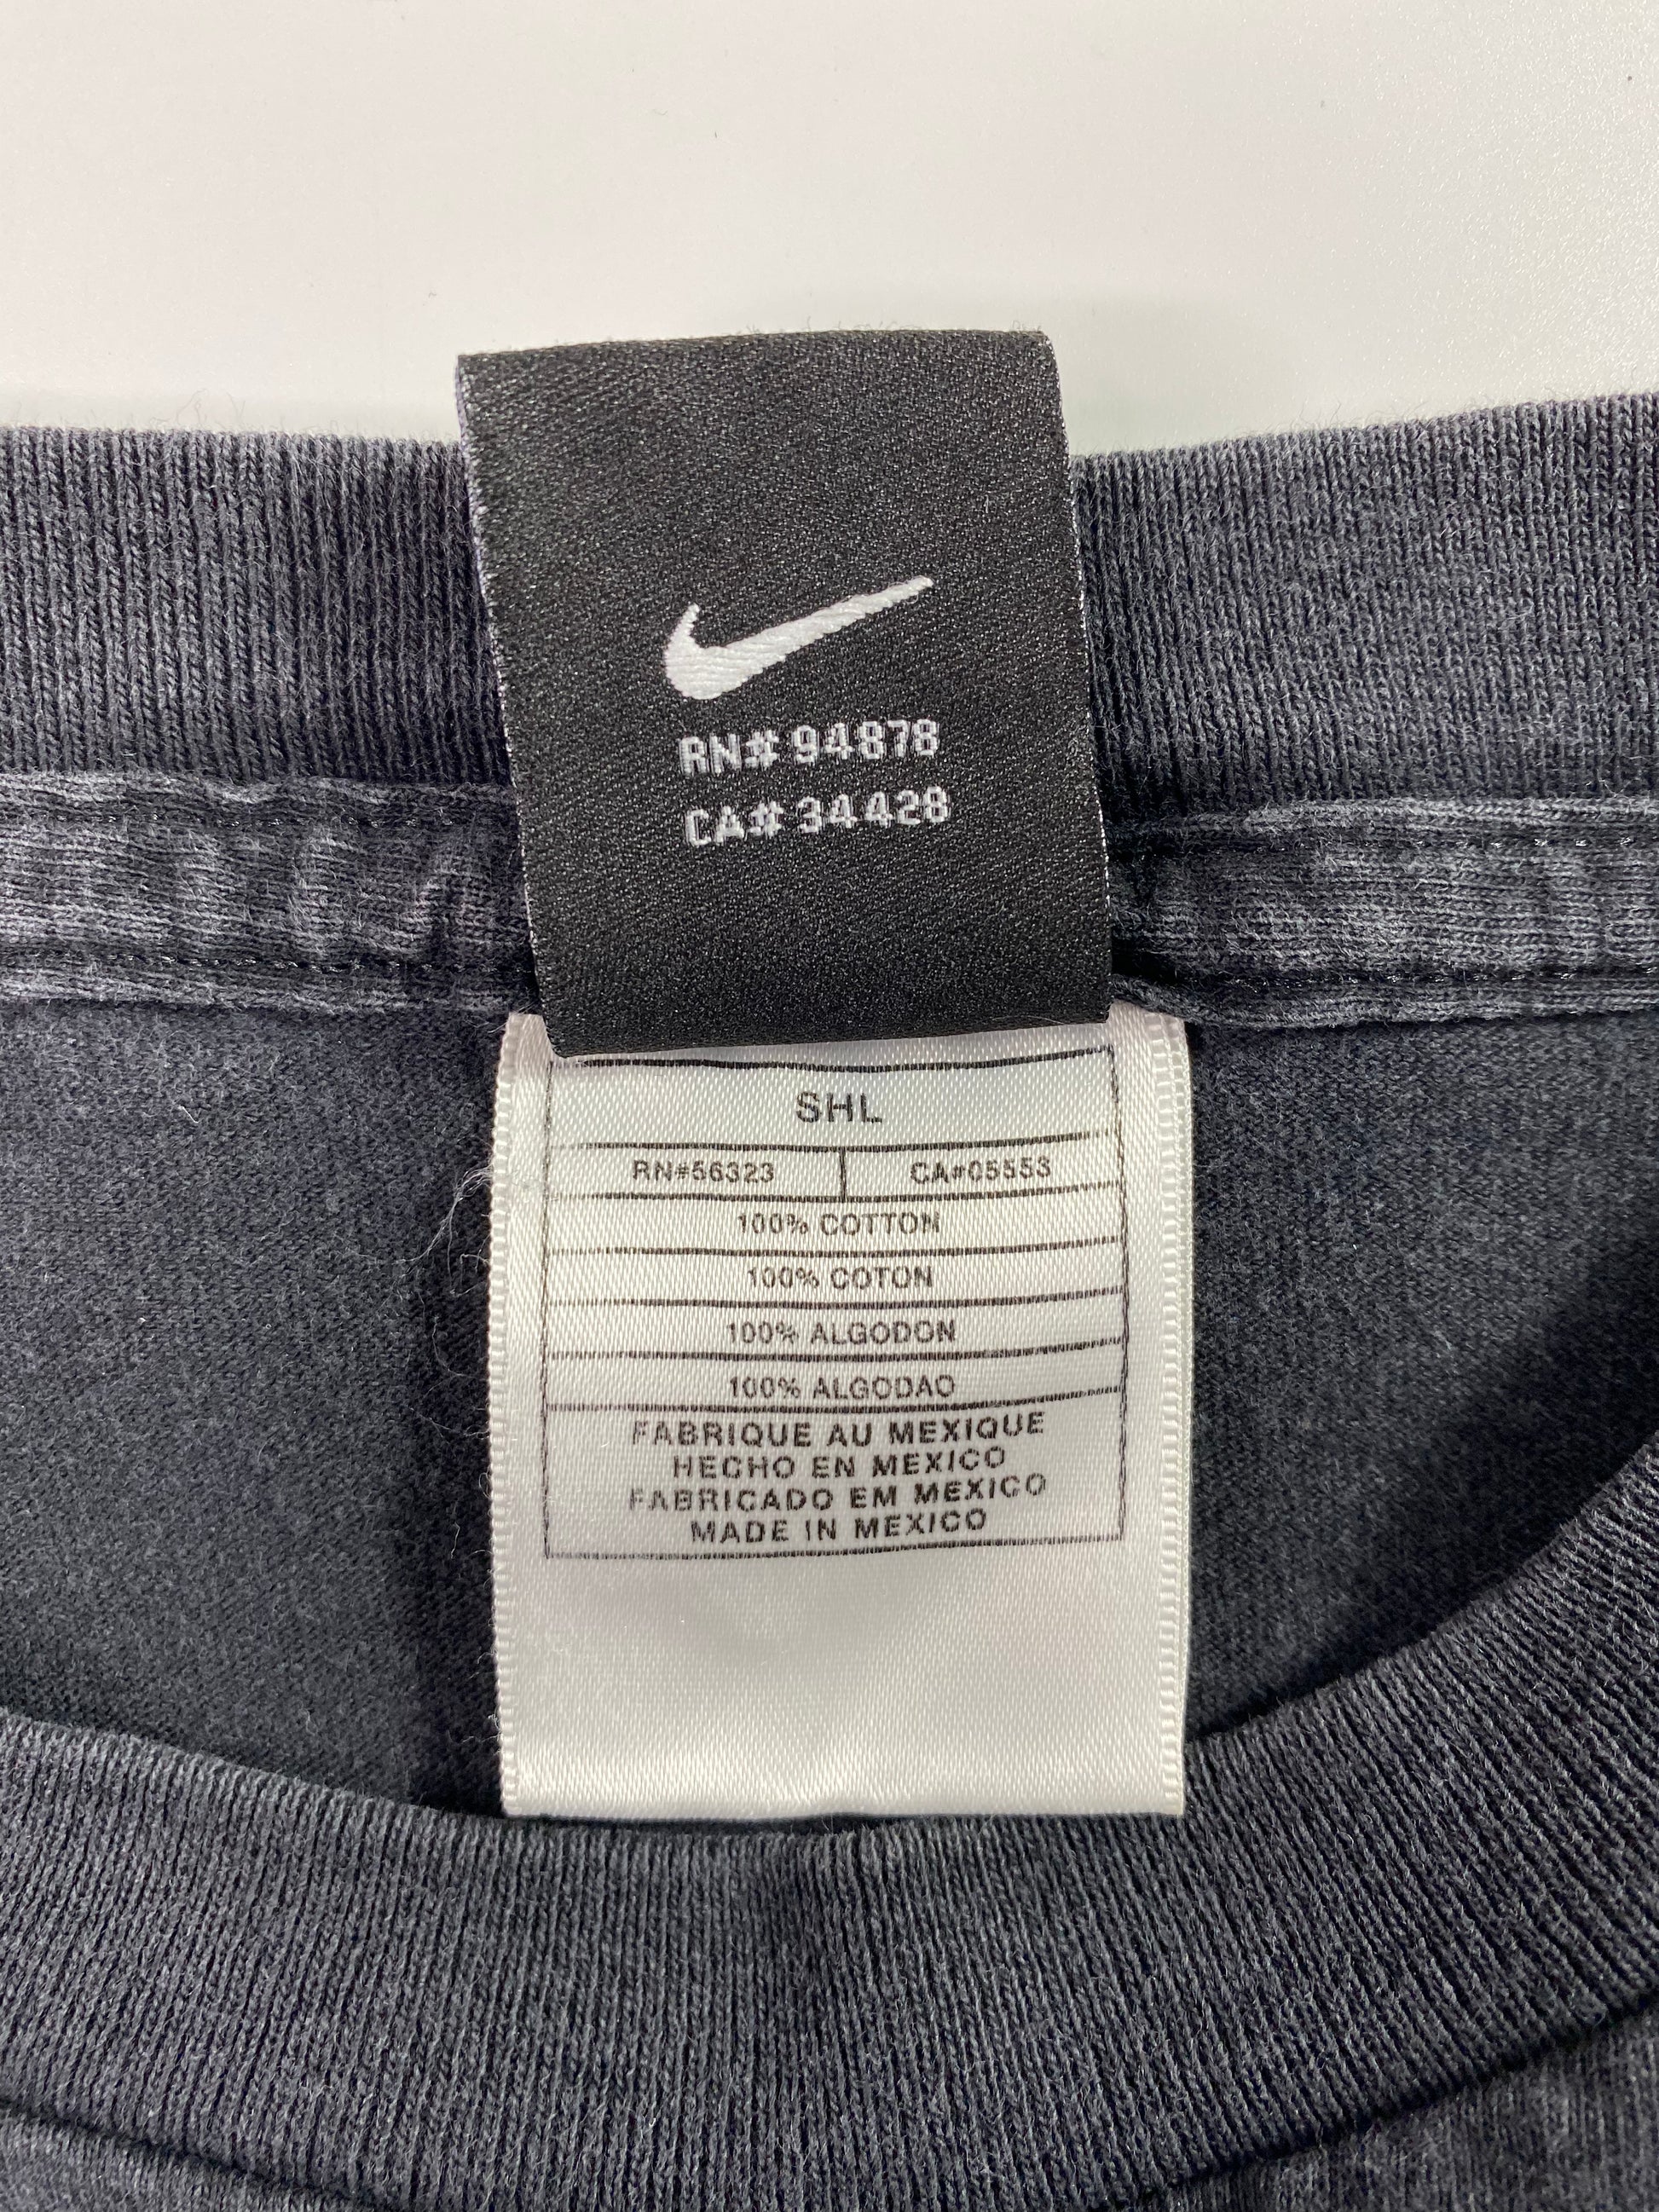 RN# 94878
CA# 34428
SHL
RN#56323 CA#05553
100% COTTON
100% COTON
100% ALGODON
100% ALGODAO
FABRIQUE AU MEXIQUE
HECHO EN MEXICO
FABRICADO EM MEXICO
MADE IN MEXICO